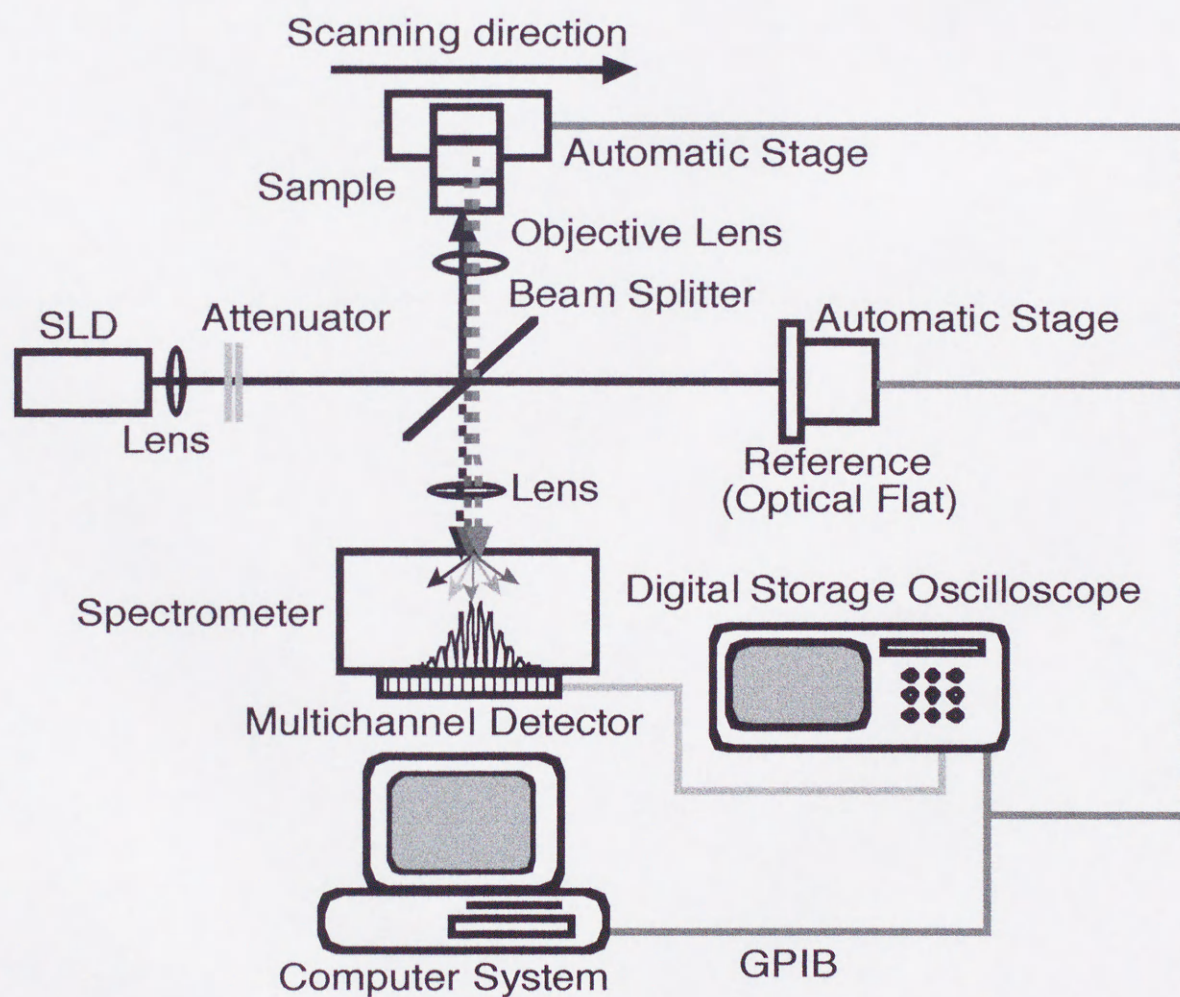 Scanning direction
Automatic Stage
Sample
Objective Lens
Beam Splitter
SLD
Attenuator
Automatic Stage
Lens
Reference
(Optical Flat)
Lens
Spectrometer
Digital Storage Oscilloscope
Multichannel Detector
Computer System
GPIB